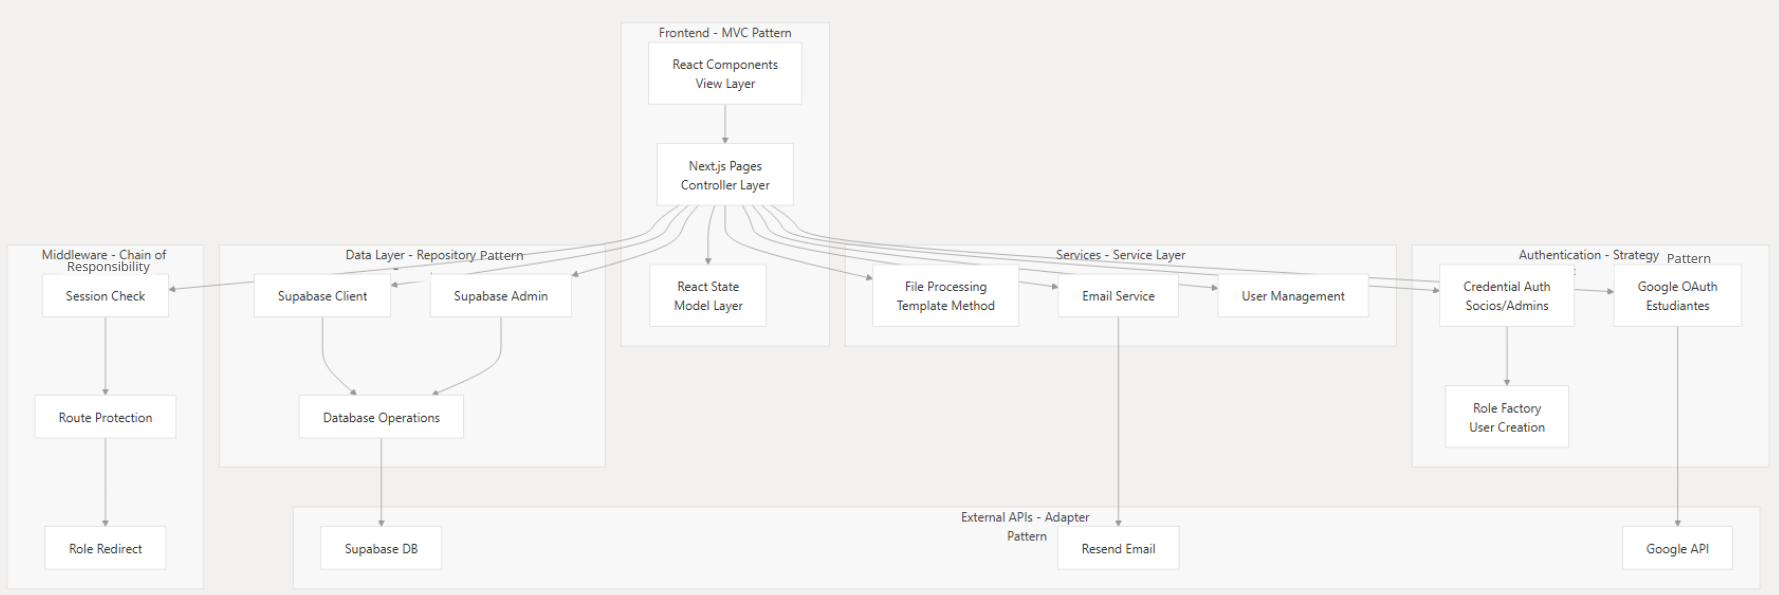 Frontend - MVC Pattern
React Components
View Layer
Next.js Pages
Controller Layer
Middleware - Chain of
Responsibility
Session Check
Route Protection
Role Redirect
Data Layer - Repository Pattern
Supabase Client
Supabase Admin
Database Operations
React State
Model Layer
Services - Service Layer
File Processing
Template Method
Email Service
User Management
Authentication - Strategy
Pattern
Credential Auth
Socios/Admins
Google OAuth
Estudiantes
Role Factory
User Creation
External APIs - Adapter
Pattern
Supabase DB
Resend Email
Google API